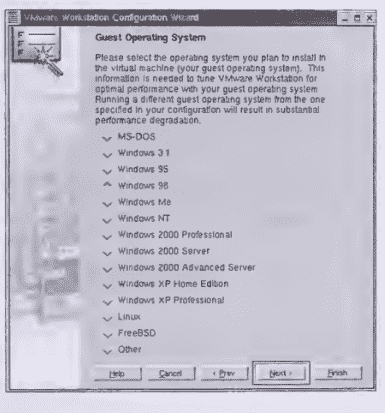 VMware Workstation Configuration Wizard
Guest Operating System
Please select the operating system you plan to install in
the virtual machine (your guest operating system). This
information is needed to tune VMware Workstation for
optimal performance with your guest operating system
Running a different guest operating system from the one
specified in your configuration will result in substantial
performance degradation.
MS-DOS
Windows 3 1
Windows 95
Windows 98
Windows Me
Windows NT
Windows 2000 Professional
Windows 2000 Server
Windows 2000 Advanced Server
Windows XP Home Edition
Windows XP Professional
Linux
FreeBSD
Other
Help Cancel < Prev Next > Finish